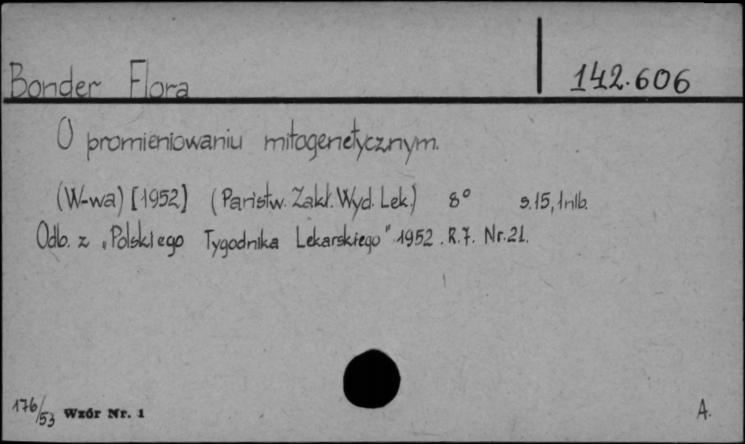 Bonder Flora 142.606
O promieniowaniu mitogenetycznym.
(W-wa) [1952] (Państw. Zakł. Wyd. Lek.) 8° s. 15, 1 nlb.
Odb. z „Polskiego Tygodnika Lekarskiego" 1952. R. 7. Nr. 21.
176/53 Wzór Nr. 1 A.